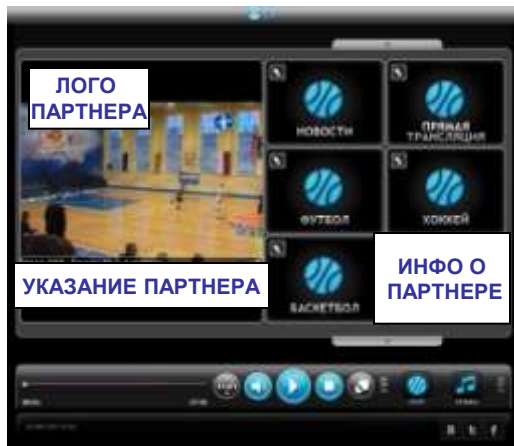 ЛОГО
ПАРТНЕРА
НОВОСТИ
ПРЯМАЯ
ТРАНСЛЯЦИЯ
ФУТБОЛ
ХОККЕЙ
УКАЗАНИЕ ПАРТНЕРА
БАСКЕТБОЛ
ИНФО О
ПАРТНЕРЕ